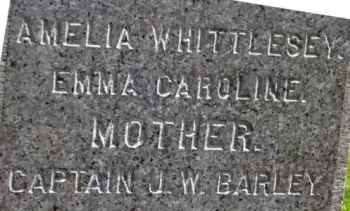 AMELIA WHITTLESEY.
EMMA CAROLINE.
MOTHER.
CAPTAIN J.W. BARLEY.